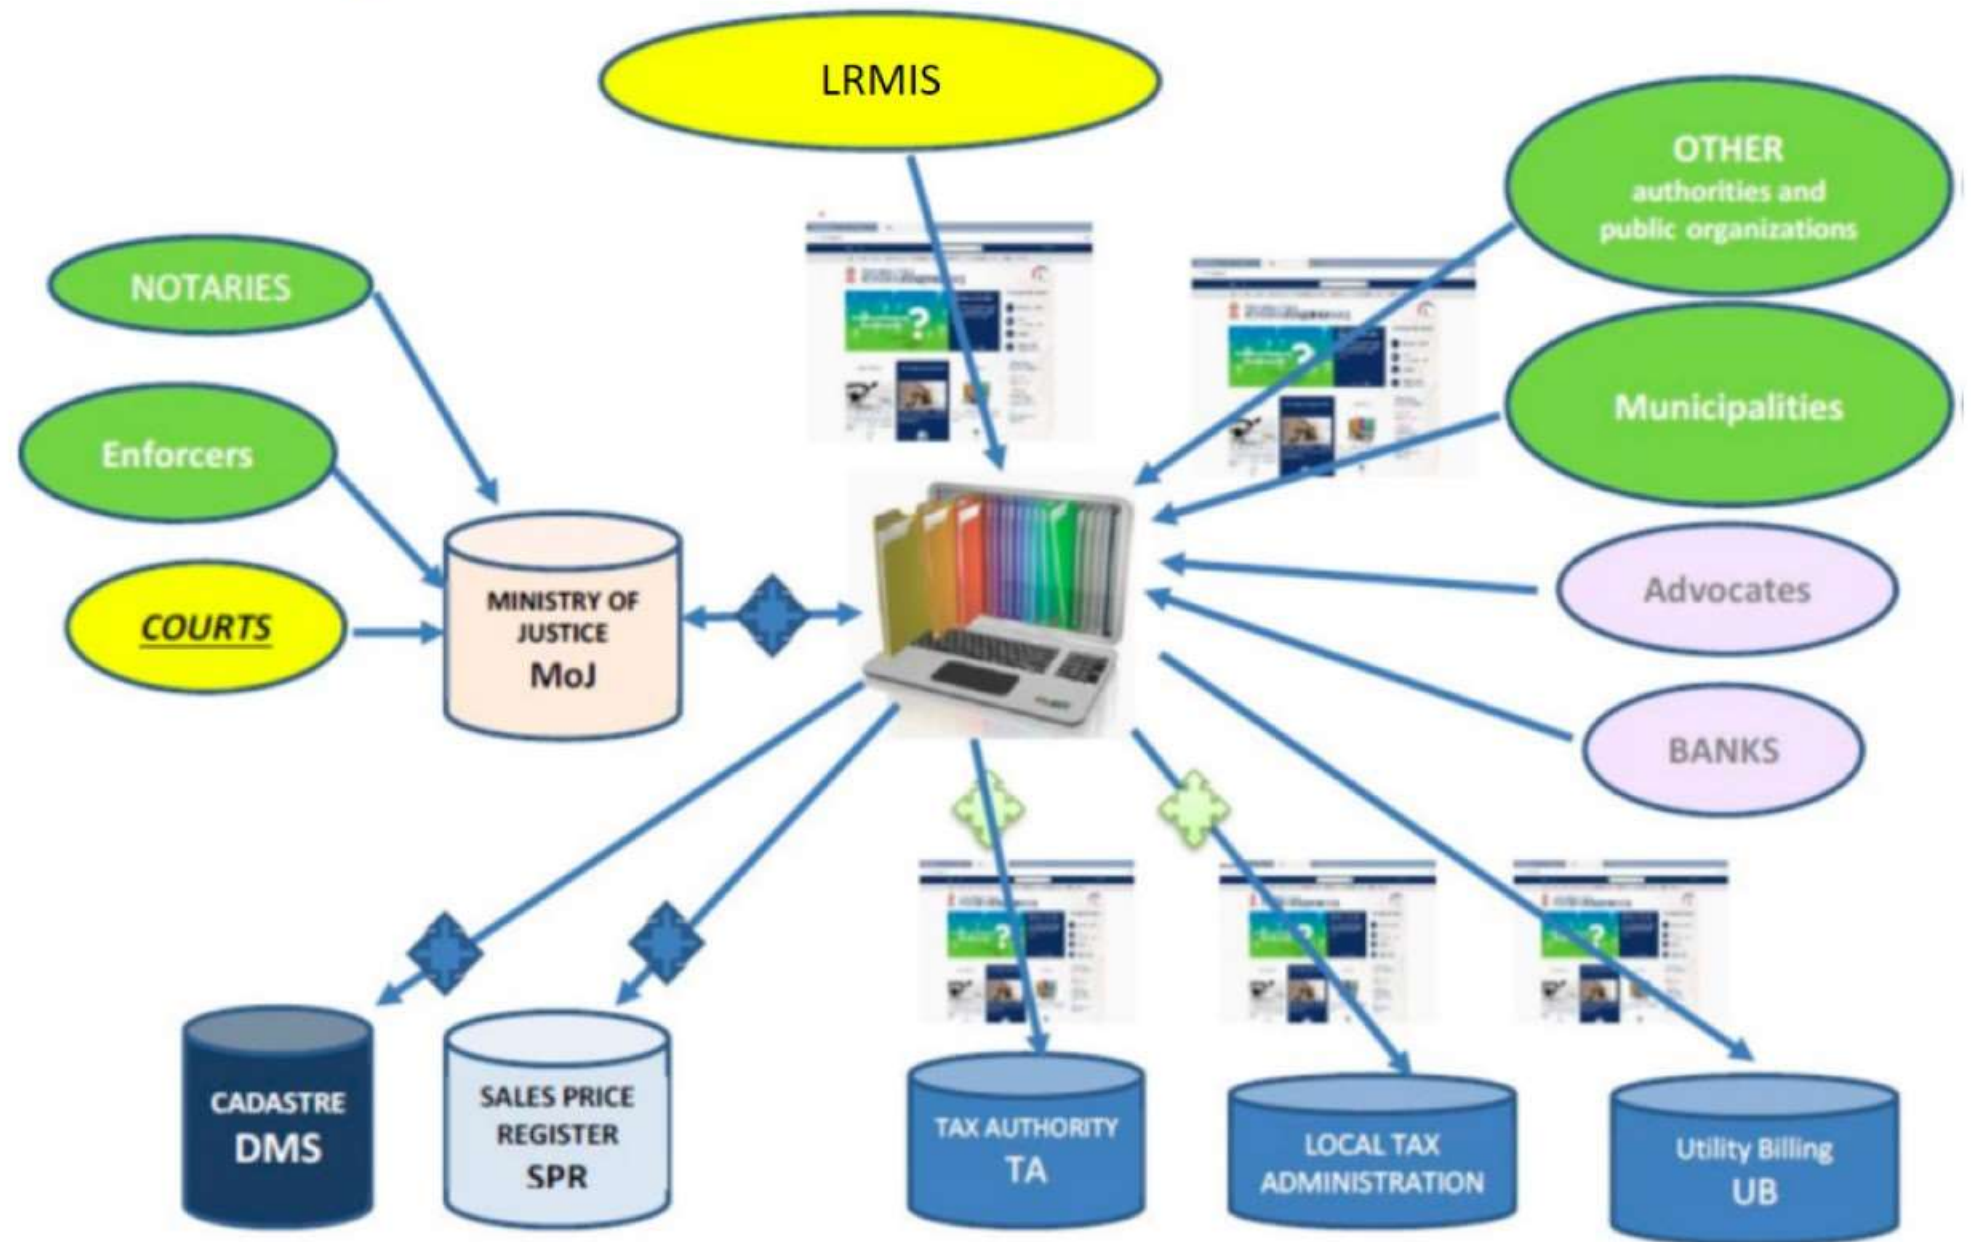 LRMIS
OTHER
authorities and
public organizations
NOTARIES
Municipalities
Enforcers
Advocates
COURTS
MINISTRY OF
JUSTICE
MoJ
BANKS
CADASTRE
DMS
SALES PRICE
REGISTER
SPR
TAX AUTHORITY
TA
LOCAL TAX
ADMINISTRATION
Utility Billing
UB
?
?
?
?
?